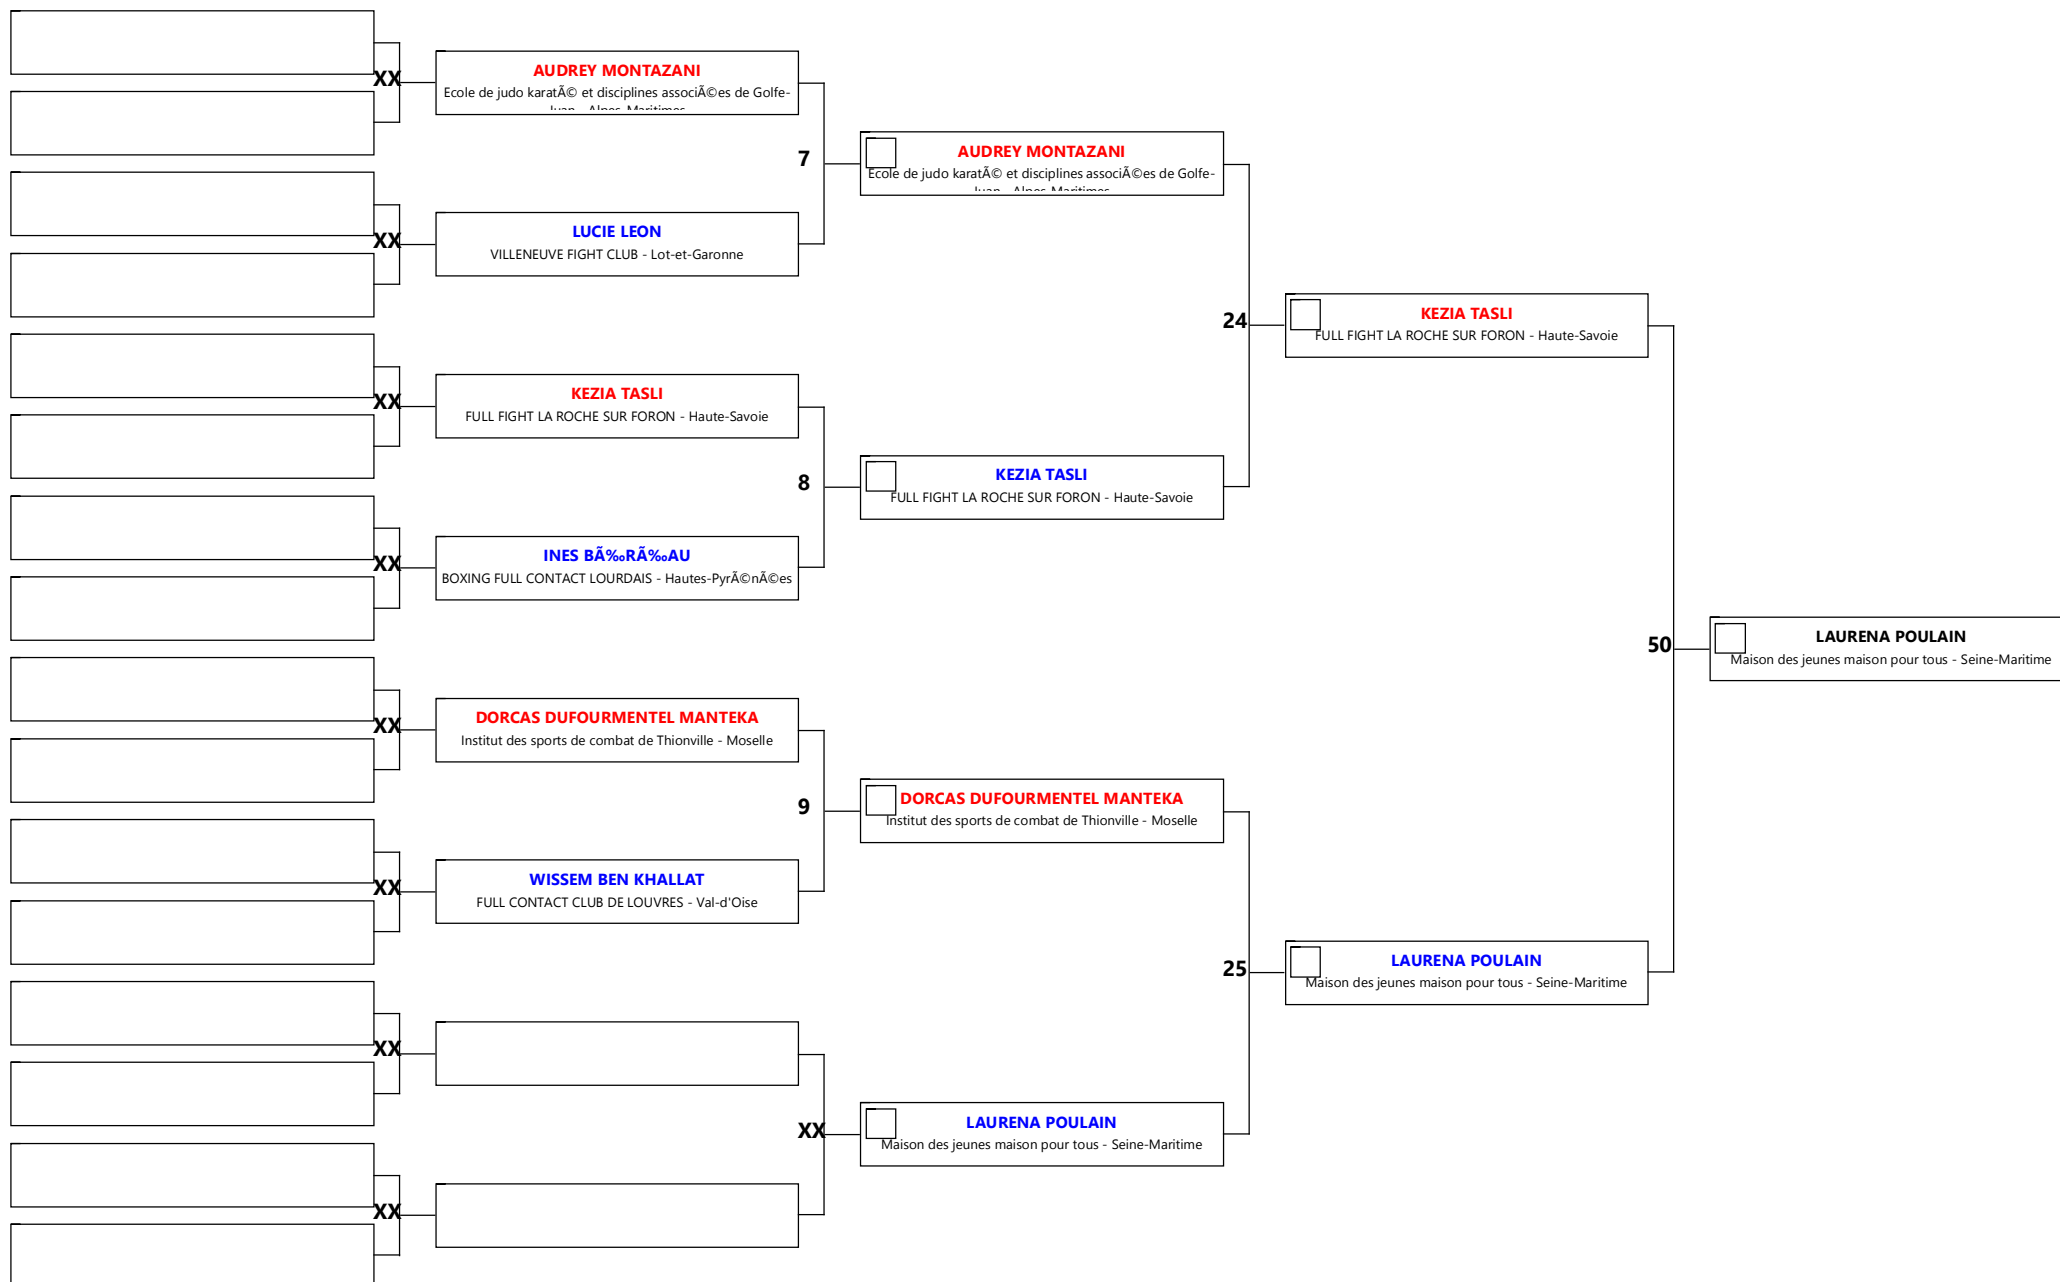 XX
XX
XX
XX
XX
XX
XX
XX
AUDREY MONTAZANI
Ecole de judo karatÃ© et disciplines associÃ©es de Golfe-
Juan - Alpes-Maritimes
LUCIE LEON
VILLENEUVE FIGHT CLUB - Lot-et-Garonne
KEZIA TASLI
FULL FIGHT LA ROCHE SUR FORON - Haute-Savoie
INES BÃ‰RÃ‰AU
BOXING FULL CONTACT LOURDAIS - Hautes-PyrÃ©nÃ©es
DORCAS DUFOURMENTEL MANTEKA
Institut des sports de combat de Thionville - Moselle
WISSEM BEN KHALLAT
FULL CONTACT CLUB DE LOUVRES - Val-d'Oise
7
8
9
XX
AUDREY MONTAZANI
Ecole de judo karatÃ© et disciplines associÃ©es de Golfe-
Juan - Alpes-Maritimes
KEZIA TASLI
FULL FIGHT LA ROCHE SUR FORON - Haute-Savoie
DORCAS DUFOURMENTEL MANTEKA
Institut des sports de combat de Thionville - Moselle
LAURENA POULAIN
Maison des jeunes maison pour tous - Seine-Maritime
24
25
KEZIA TASLI
FULL FIGHT LA ROCHE SUR FORON - Haute-Savoie
LAURENA POULAIN
Maison des jeunes maison pour tous - Seine-Maritime
50
LAURENA POULAIN
Maison des jeunes maison pour tous - Seine-Maritime